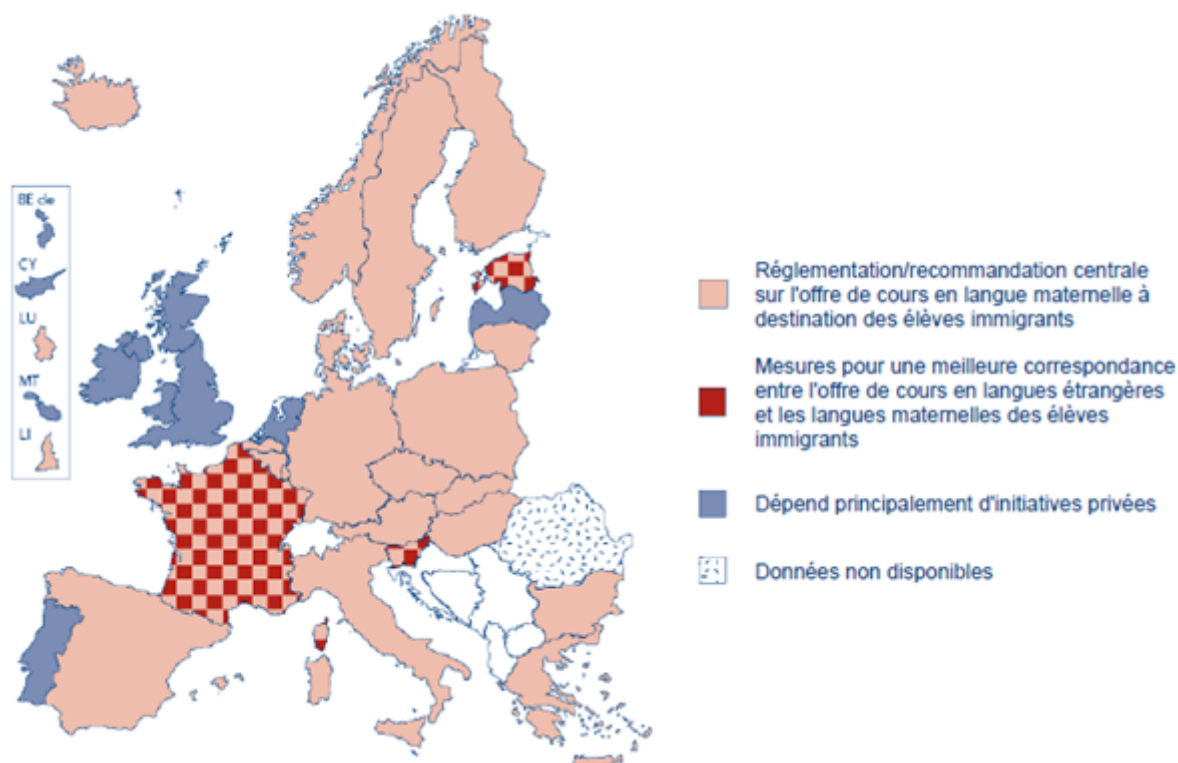 BE de
CY
LU
MT
LI
Réglementation/recommandation centrale
sur l'offre de cours en langue maternelle à
destination des élèves immigrants
Mesures pour une meilleure correspondance
entre l'offre de cours en langues étrangères
et les langues maternelles des élèves
immigrants
Dépend principalement d'initiatives privées
Données non disponibles